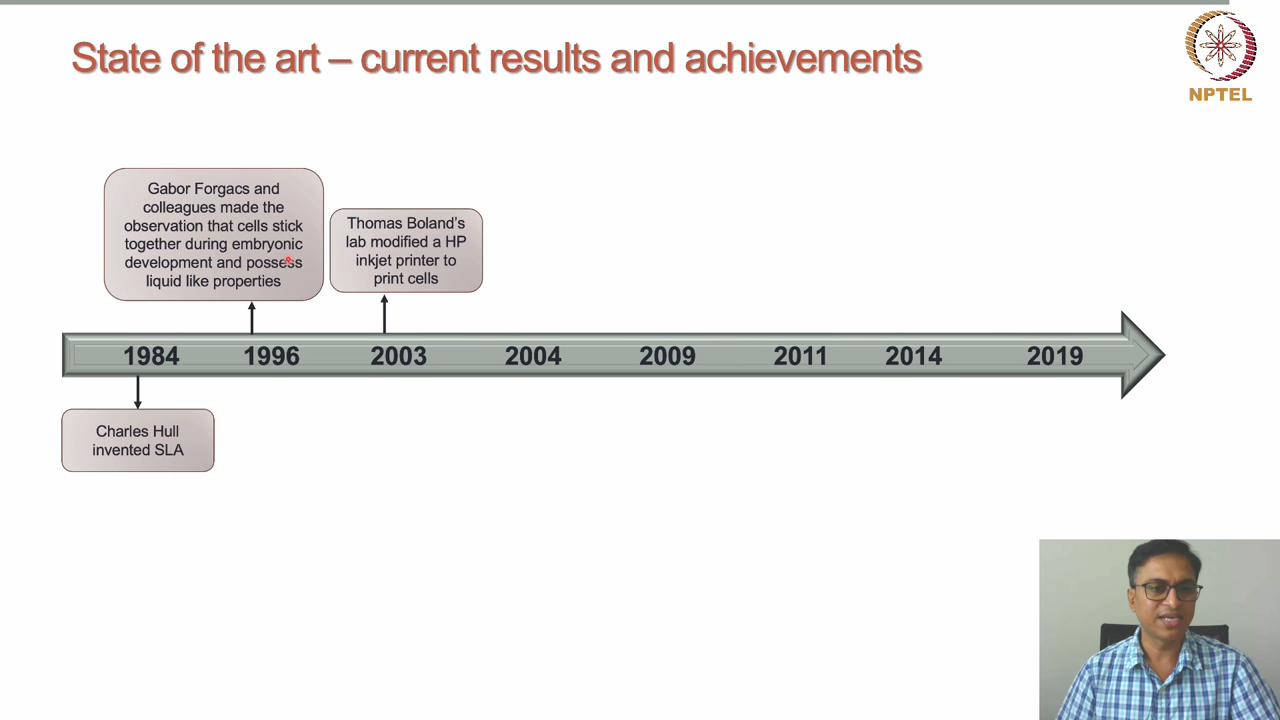 State of the art – current results and achievements
NPTEL
Gabor Forgacs and
colleagues made the
observation that cells stick
together during embryonic
development and possess
liquid like properties
Thomas Boland's
lab modified a HP
inkjet printer to
print cells
1984 1996 2003 2004 2009 2011 2014 2019
Charles Hull
invented SLA